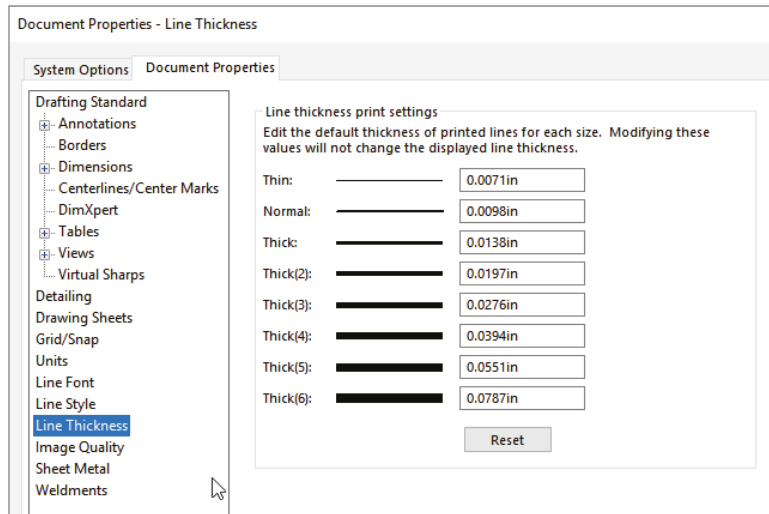 Document Properties - Line Thickness
System Options Document Properties
Drafting Standard
Annotations
Borders
Dimensions
Centerlines/Center Marks
DimXpert
Tables
Views
Virtual Sharps
Detailing
Drawing Sheets
Grid/Snap
Units
Line Font
Line Style
Line Thickness
Image Quality
Sheet Metal
Weldments
Line thickness print settings
Edit the default thickness of printed lines for each size. Modifying these
values will not change the displayed line thickness.
Thin: 0.0071in
Normal: 0.0098in
Thick: 0.0138in
Thick(2): 0.0197in
Thick(3): 0.0276in
Thick(4): 0.0394in
Thick(5): 0.0551in
Thick(6): 0.0787in
Reset